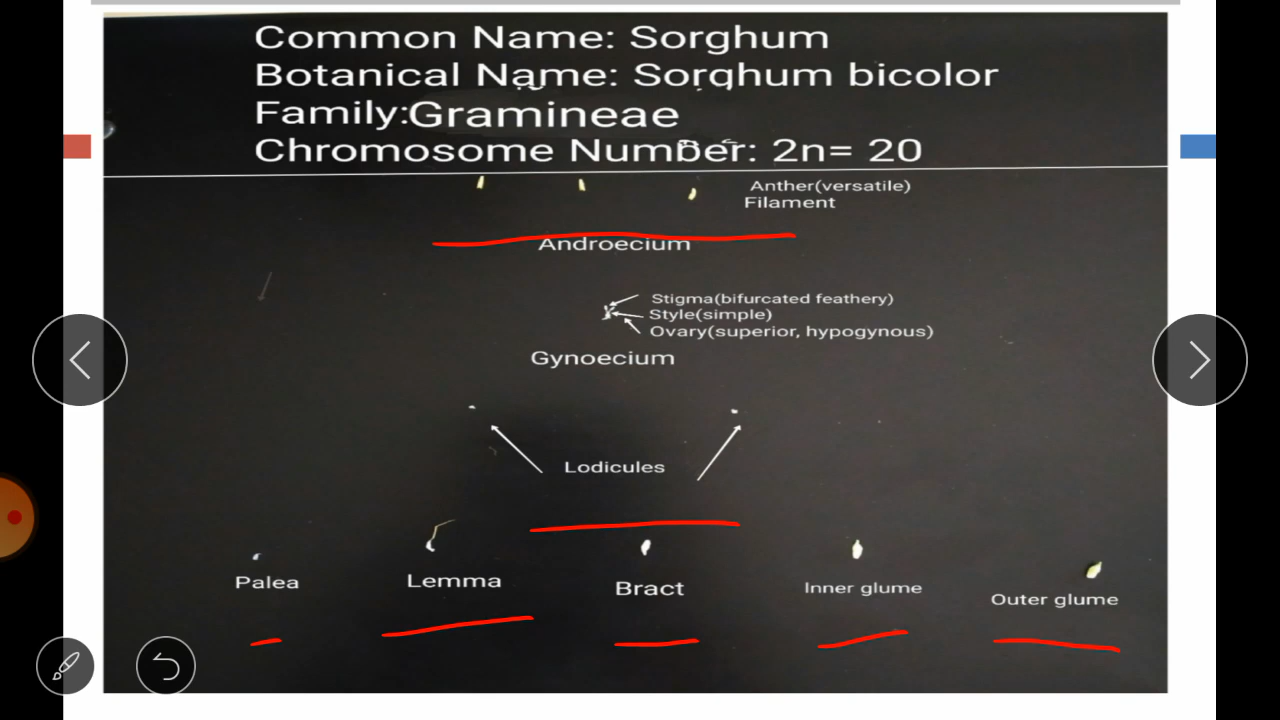 Common Name: Sorghum
Botanical Name: Sorghum bicolor
Family:Gramineae
Chromosome Number: 2n= 20
Anther(versatile)
Filament
Androecium
Stigma(bifurcated feathery)
Style(simple)
Ovary(superior, hypogynous)
Gynoecium
Lodicules
Palea
Lemma
Bract
Inner glume
Outer glume